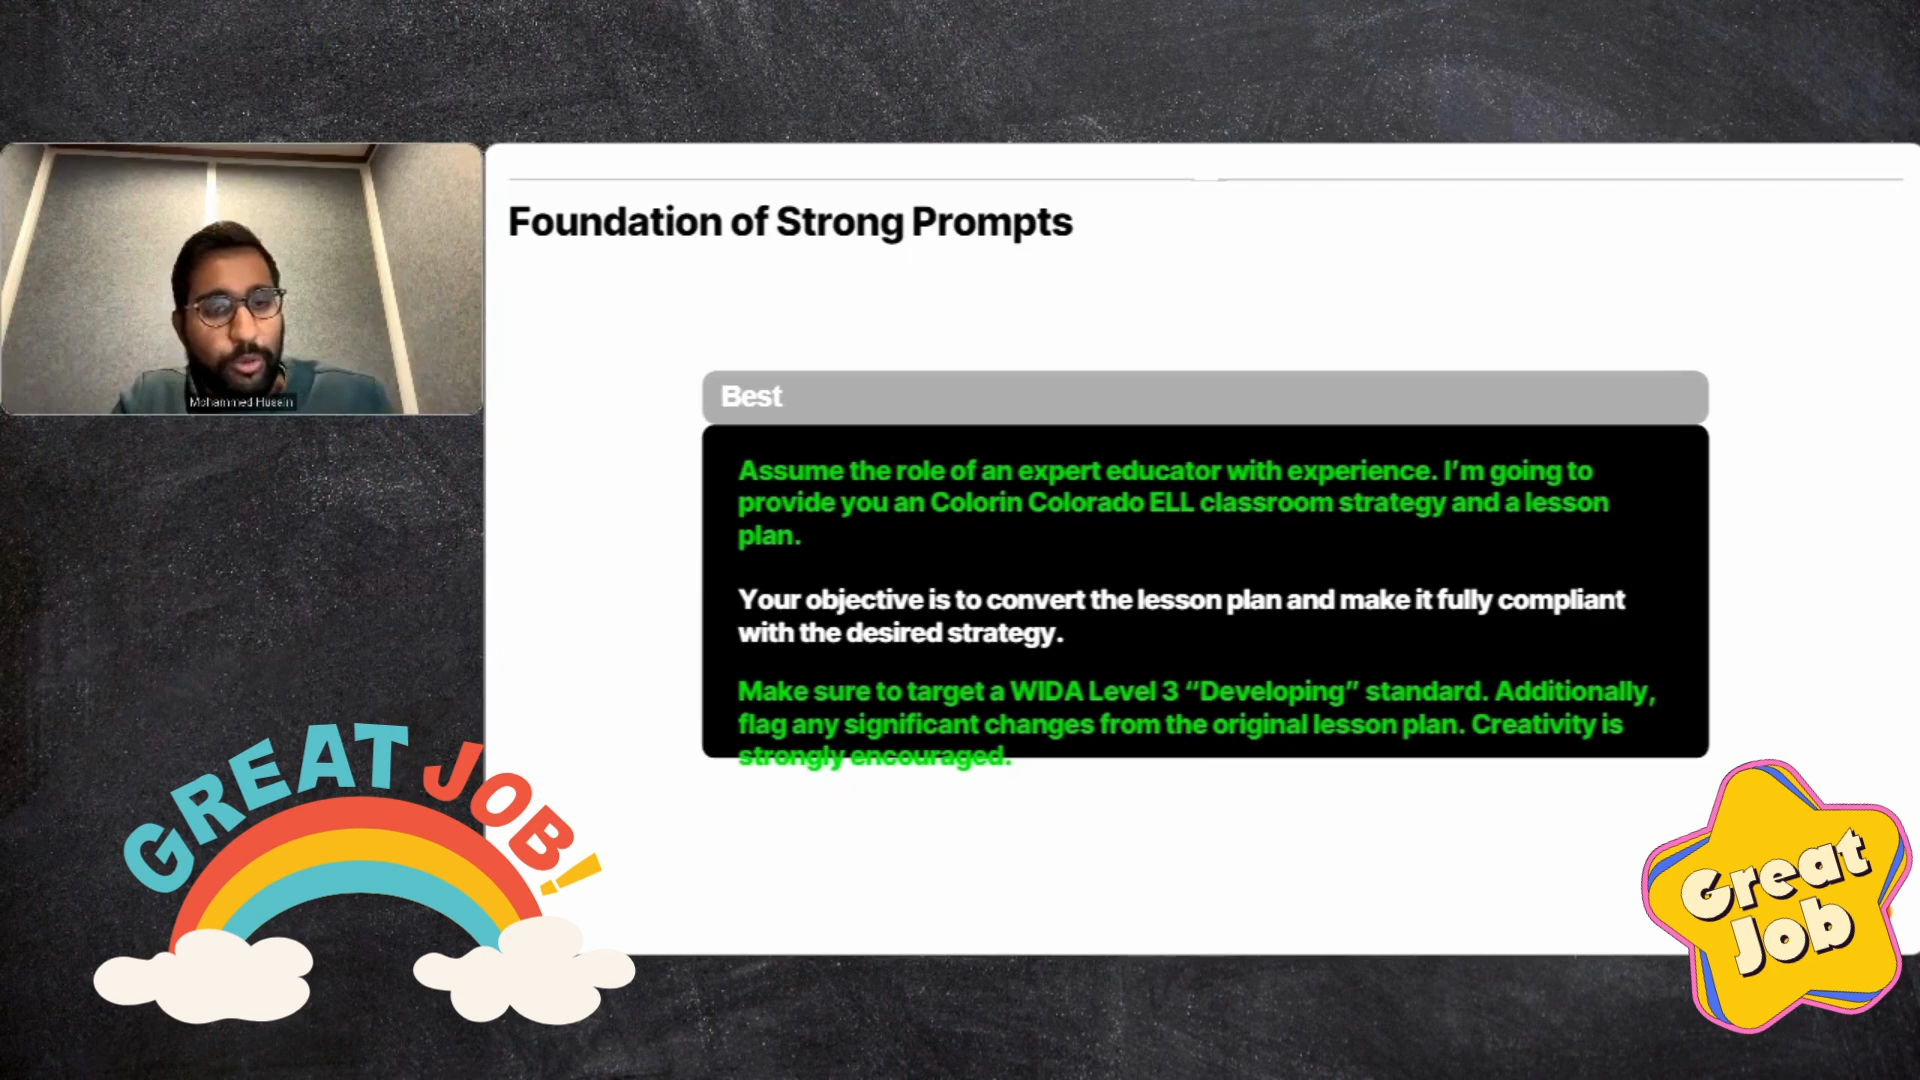 Foundation of Strong Prompts
Mohammed Husain
Best
Assume the role of an expert educator with experience. I'm going to
provide you an Colorin Colorado ELL classroom strategy and a lesson
plan.
Your objective is to convert the lesson plan and make it fully compliant
with the desired strategy.
Make sure to target a WIDA Level 3 “Developing” standard. Additionally,
flag any significant changes from the original lesson plan. Creativity is
strongly encouraged.
GREAT JOB!
Great
Job